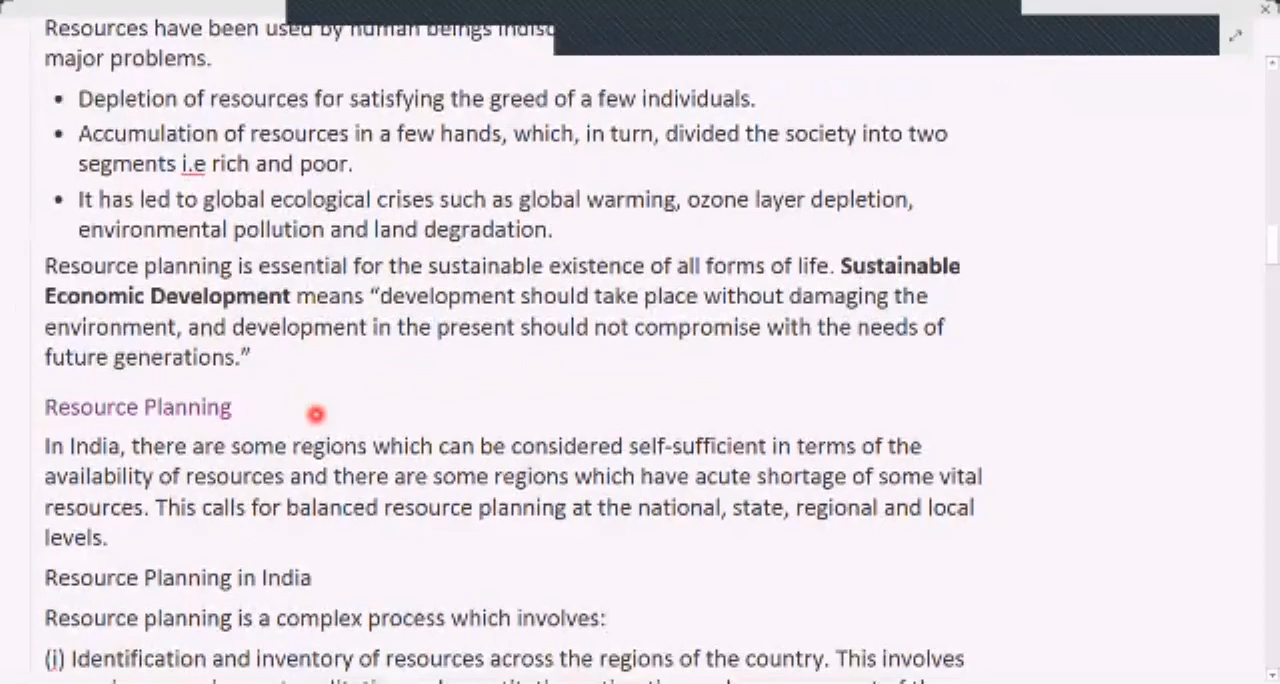 Resources have been used by human beings
major problems.
• Depletion of resources for satisfying the greed of a few individuals.
• Accumulation of resources in a few hands, which, in turn, divided the society into two
segments i.e rich and poor.
• It has led to global ecological crises such as global warming, ozone layer depletion,
environmental pollution and land degradation.
Resource planning is essential for the sustainable existence of all forms of life. Sustainable
Economic Development means “development should take place without damaging the
environment, and development in the present should not compromise with the needs of
future generations.”
Resource Planning
In India, there are some regions which can be considered self-sufficient in terms of the
availability of resources and there are some regions which have acute shortage of some vital
resources. This calls for balanced resource planning at the national, state, regional and local
levels.
Resource Planning in India
Resource planning is a complex process which involves:
(i) Identification and inventory of resources across the regions of the country. This involves